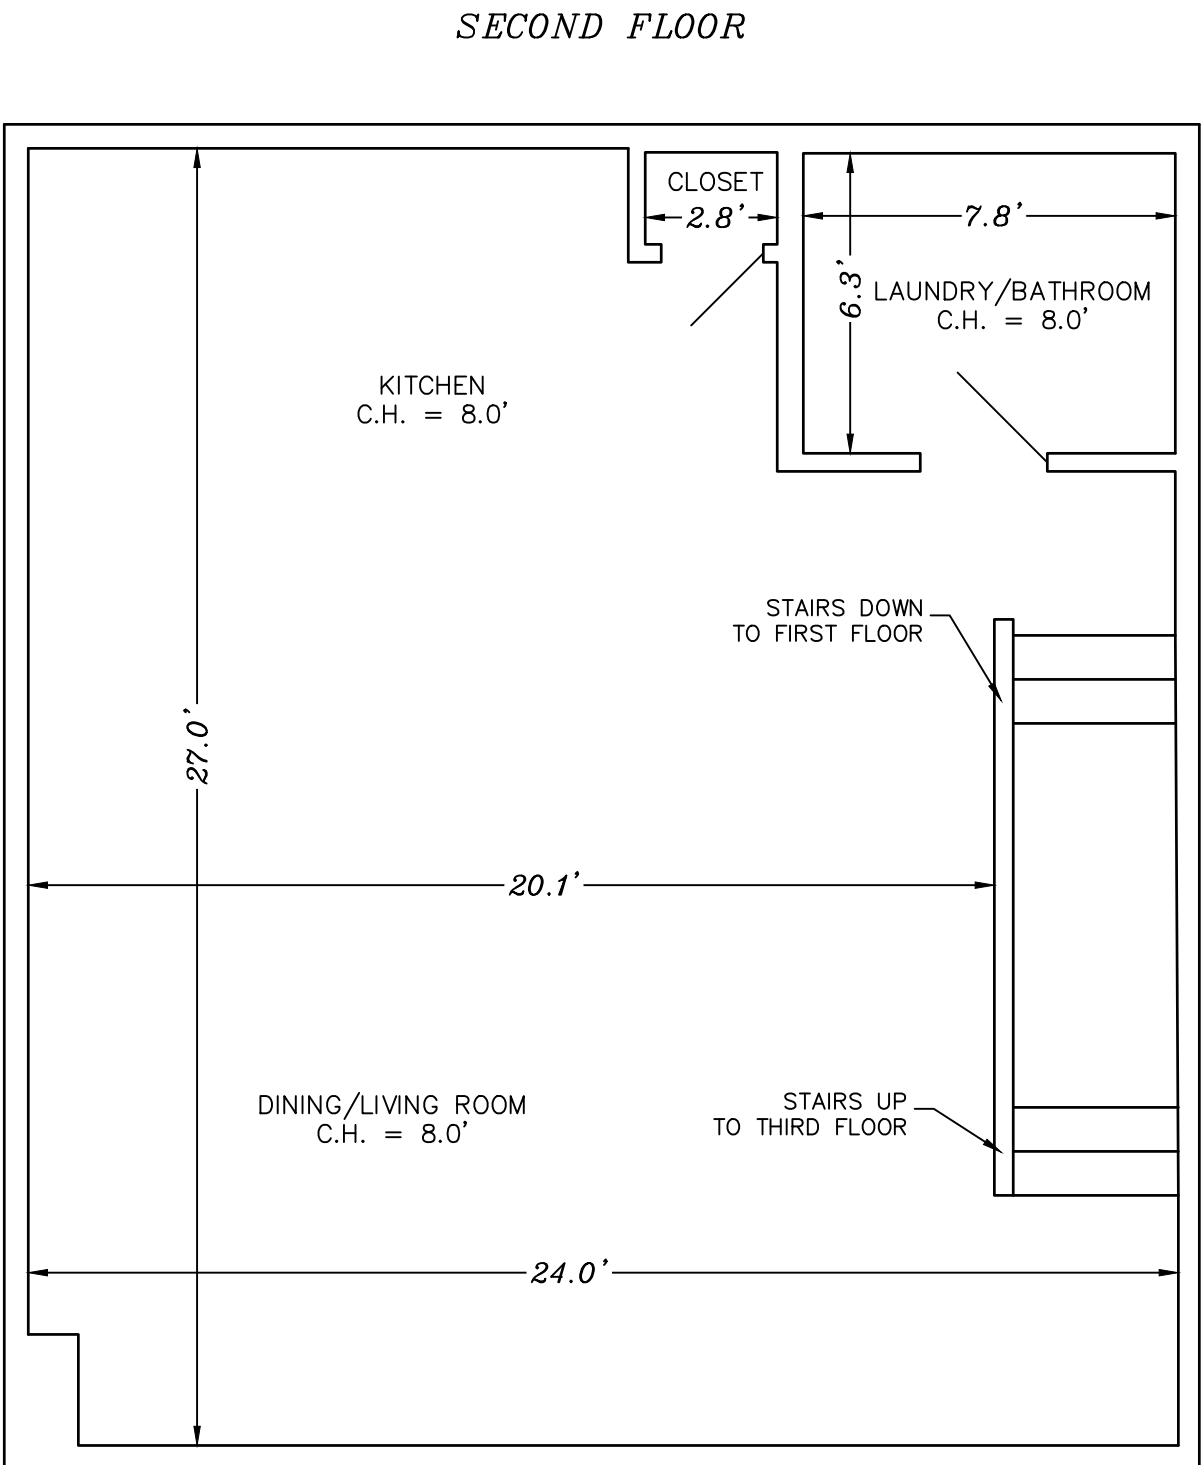 SECOND FLOOR
CLOSET
2.8'
7.8'
6.3'
LAUNDRY/BATHROOM
C.H. = 8.0'
KITCHEN
C.H. = 8.0'
STAIRS DOWN
TO FIRST FLOOR
27.0'
20.1'
DINING/LIVING ROOM
C.H. = 8.0'
STAIRS UP
TO THIRD FLOOR
24.0'